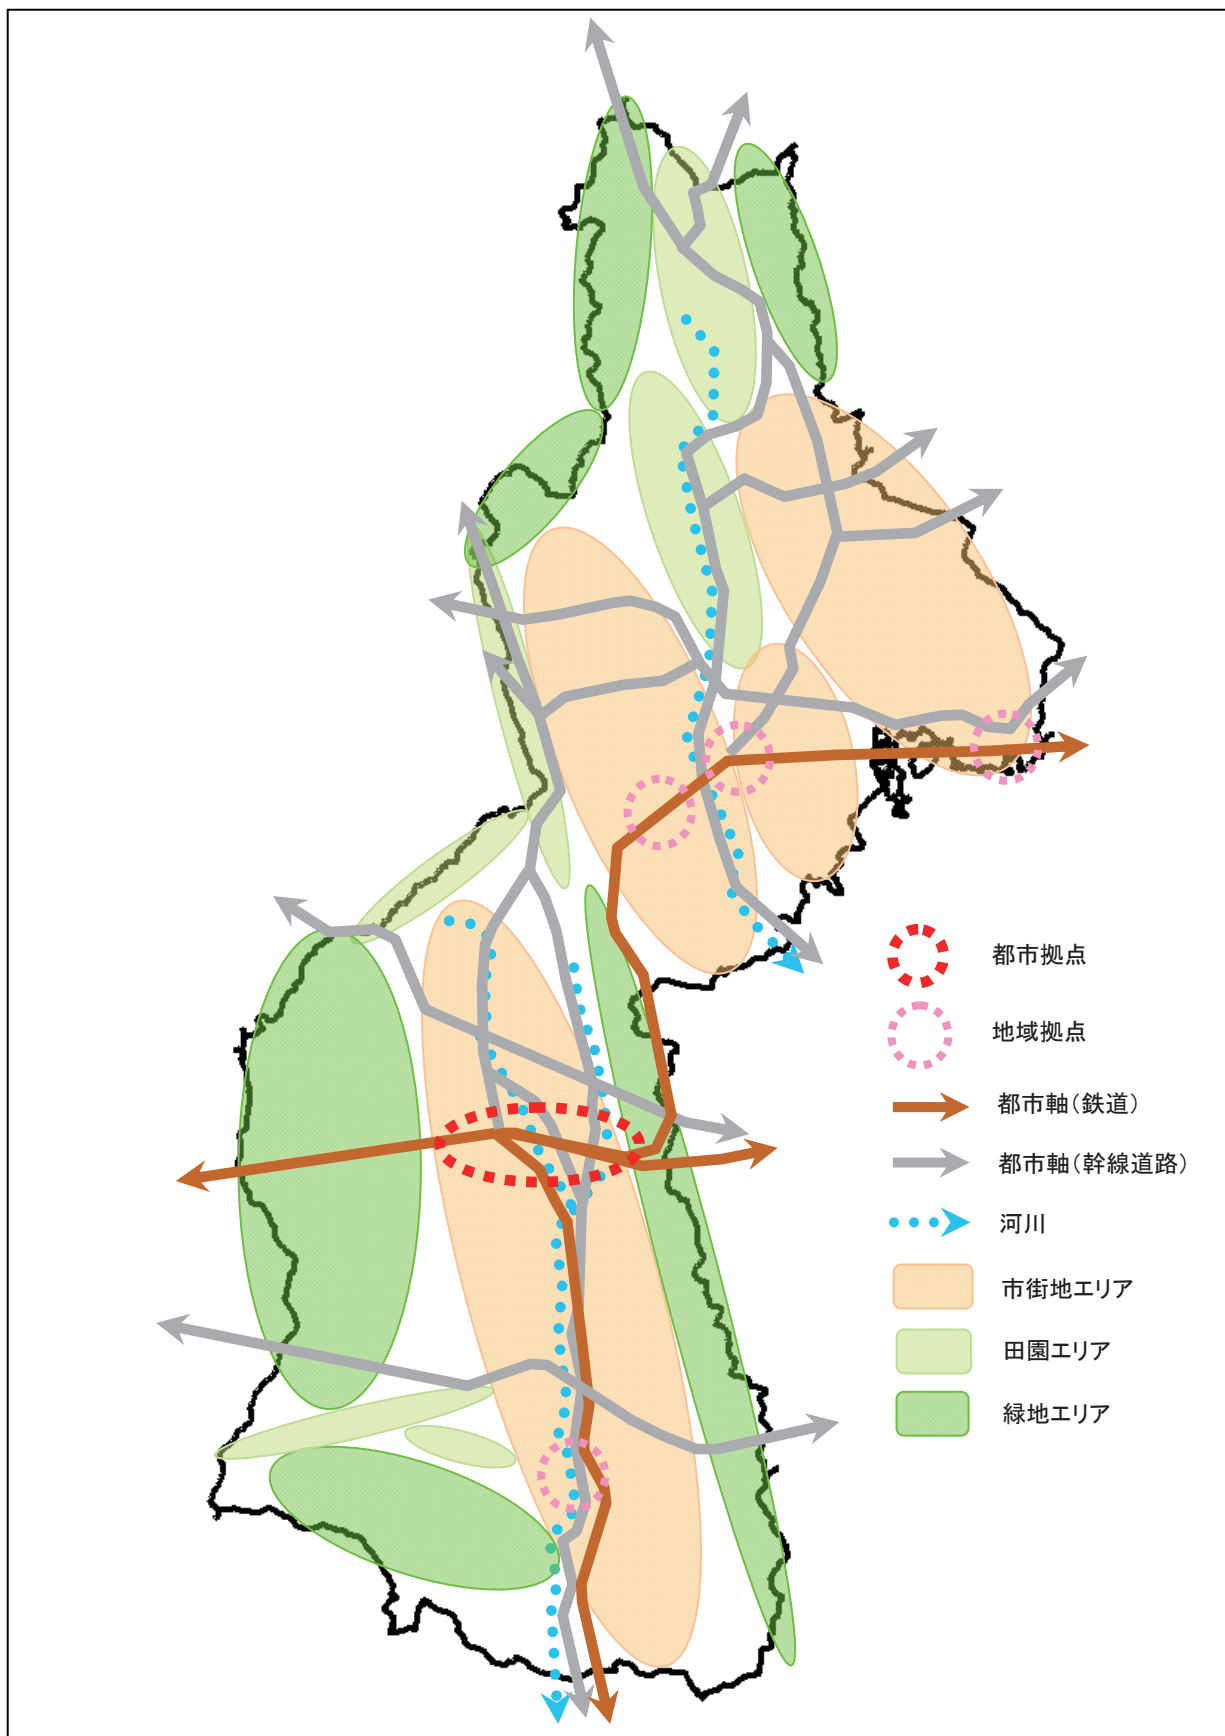 都市拠点
地域拠点
都市軸(鉄道)
都市軸(幹線道路)
河川
市街地エリア
田園エリア
緑地エリア